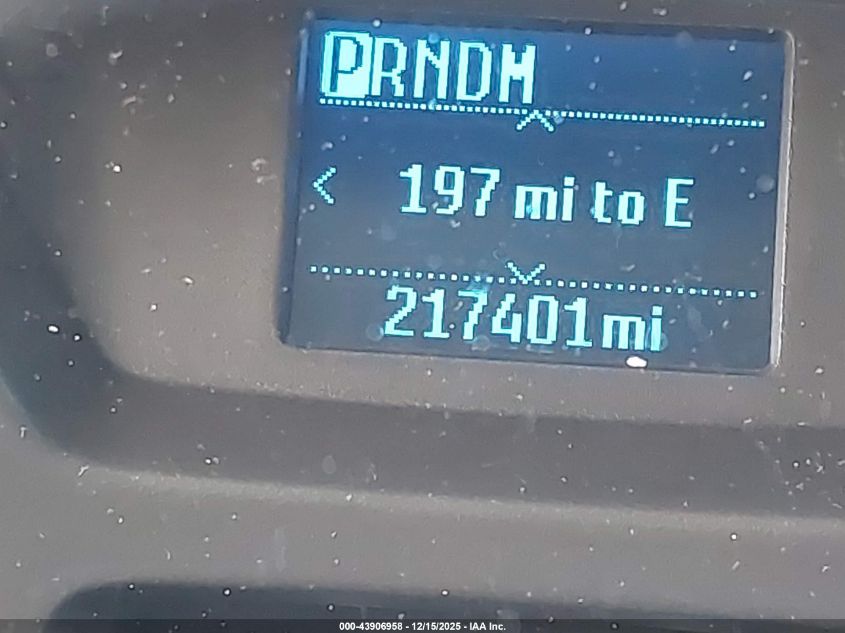 PRNDM
< 197 mi to E
217401mi
000-43906958 - 12/15/2025 - IAA Inc.